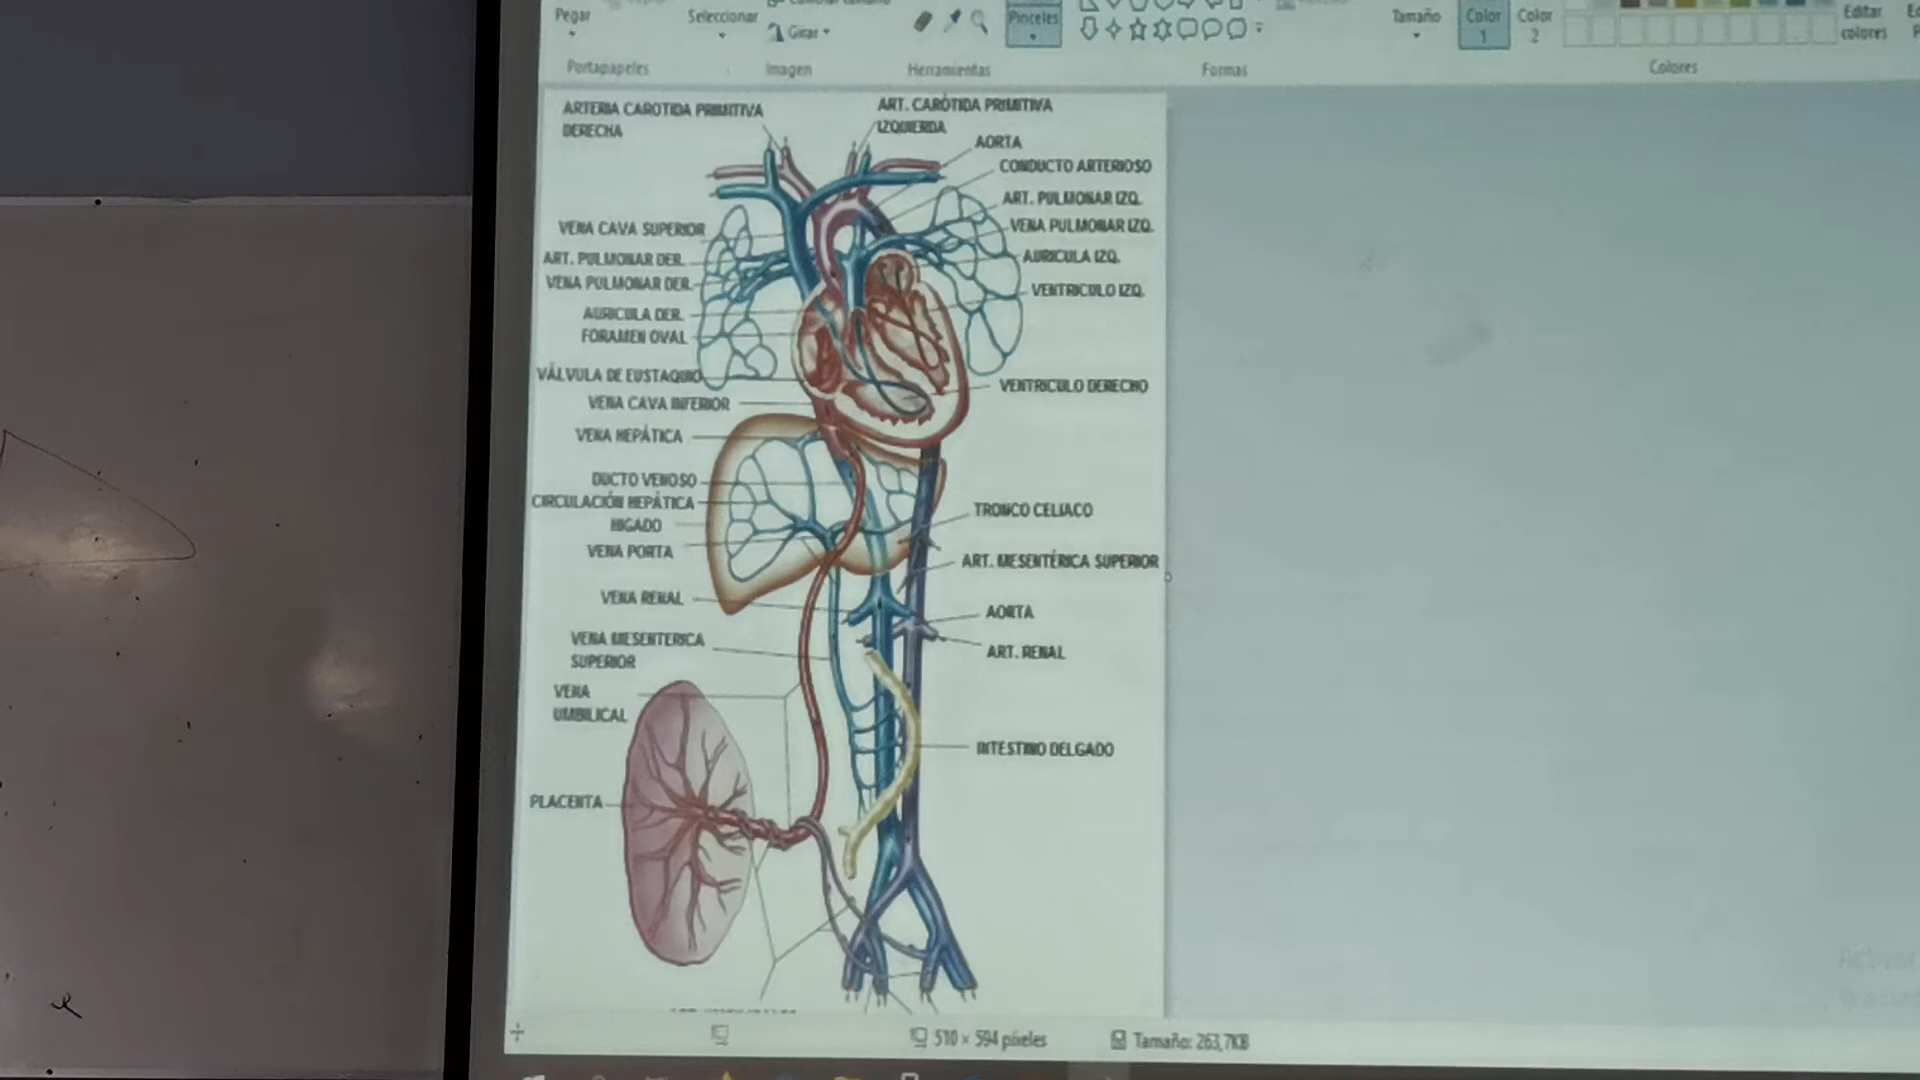 Pegar
Seleccionar
Girar
Pinceles
Tamaño
Color
1
Color
2
Editar
colores
Portapapeles
Imagen
Herramientas
Formas
Colores
ARTERIA CAROTIDA PRIMITIVA
DERECHA
ART. CARÓTIDA PRIMITIVA
IZQUIERDA
AORTA
CONDUCTO ARTERIOSO
ART. PULMONAR IZQ.
VENA PULMONAR IZQ.
AURICULA IZQ.
VENTRICULO IZQ.
VENTRICULO DERECHO
VENA CAVA SUPERIOR
ART. PULMONAR DER.
VENA PULMONAR DER.
AURICULA DER.
FORAMEN OVAL
VÁLVULA DE EUSTAQUIO
VENA CAVA INFERIOR
VENA HEPÁTICA
DUCTO VENOSO
CIRCULACIÓN HEPÁTICA
HIGADO
VENA PORTA
VENA RENAL
VENA MESENTERICA
SUPERIOR
VENA
UMBILICAL
PLACENTA
TRONCO CELIACO
ART. MESENTÉRICA SUPERIOR
AORTA
ART. RENAL
INTESTINO DELGADO
510 × 594 píxeles
Tamaño: 263,7KB